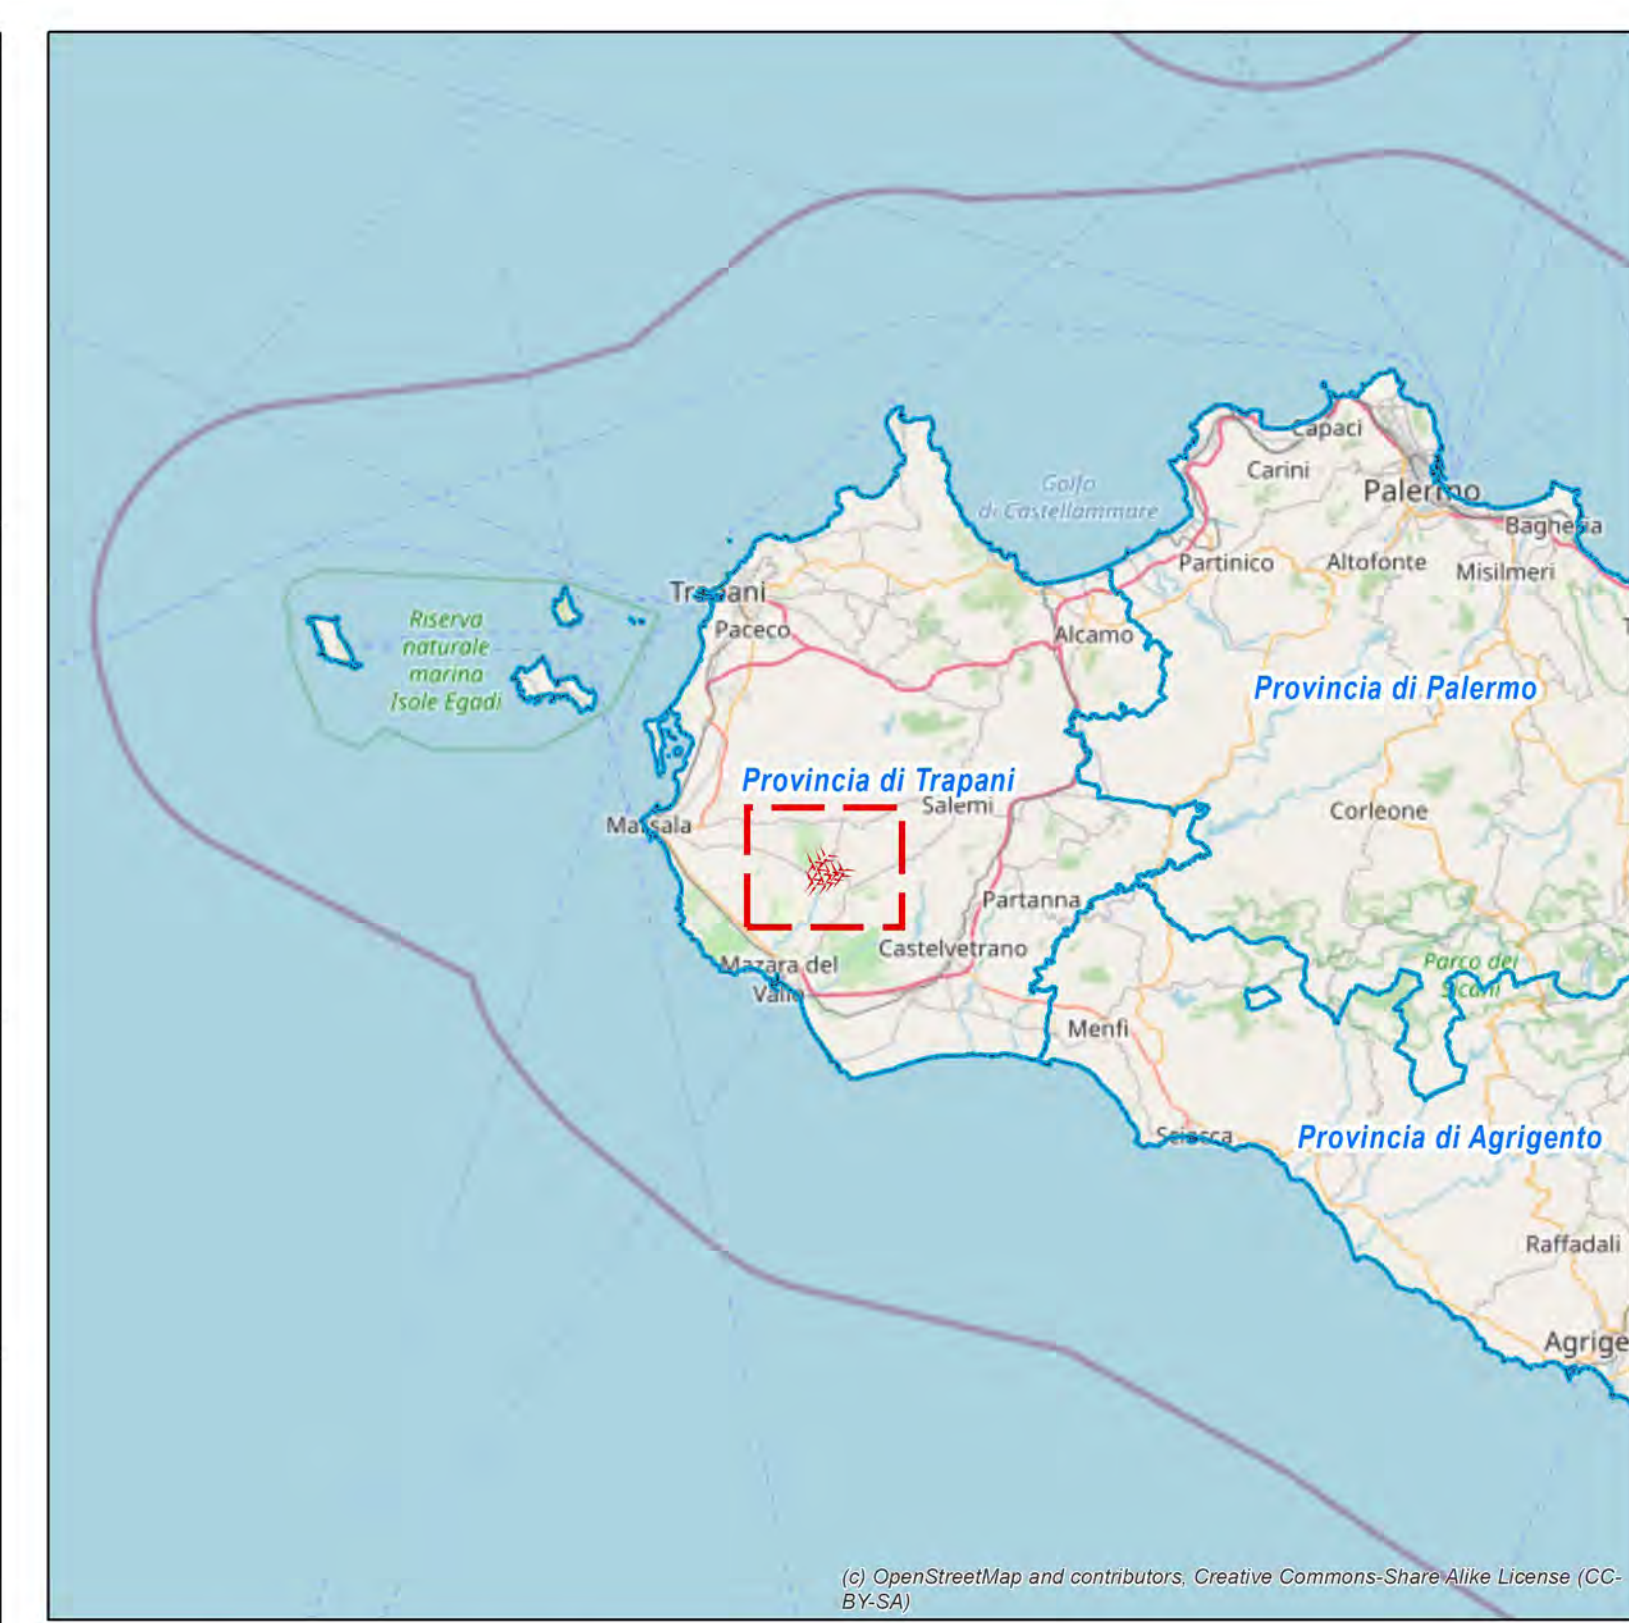 Capaci
Carini
Palermo
Golfo
di Castellammare
Bagheria
Partinico
Altofonte
Misilmeri
Trapani
Riserva
naturale
marina
Isole Egadi
Paceco
Alcamo
Provincia di Palermo
Provincia di Trapani
Salemi
Marsala
Corleone
Partanna
Castelvetrano
Mazara del
Vallo
Parco dei
Sicani
Menfi
Sciacca
Provincia di Agrigento
Raffadali
Agrige
(c) OpenStreetMap and contributors, Creative Commons-Share Alike License (CC-
BY-SA)